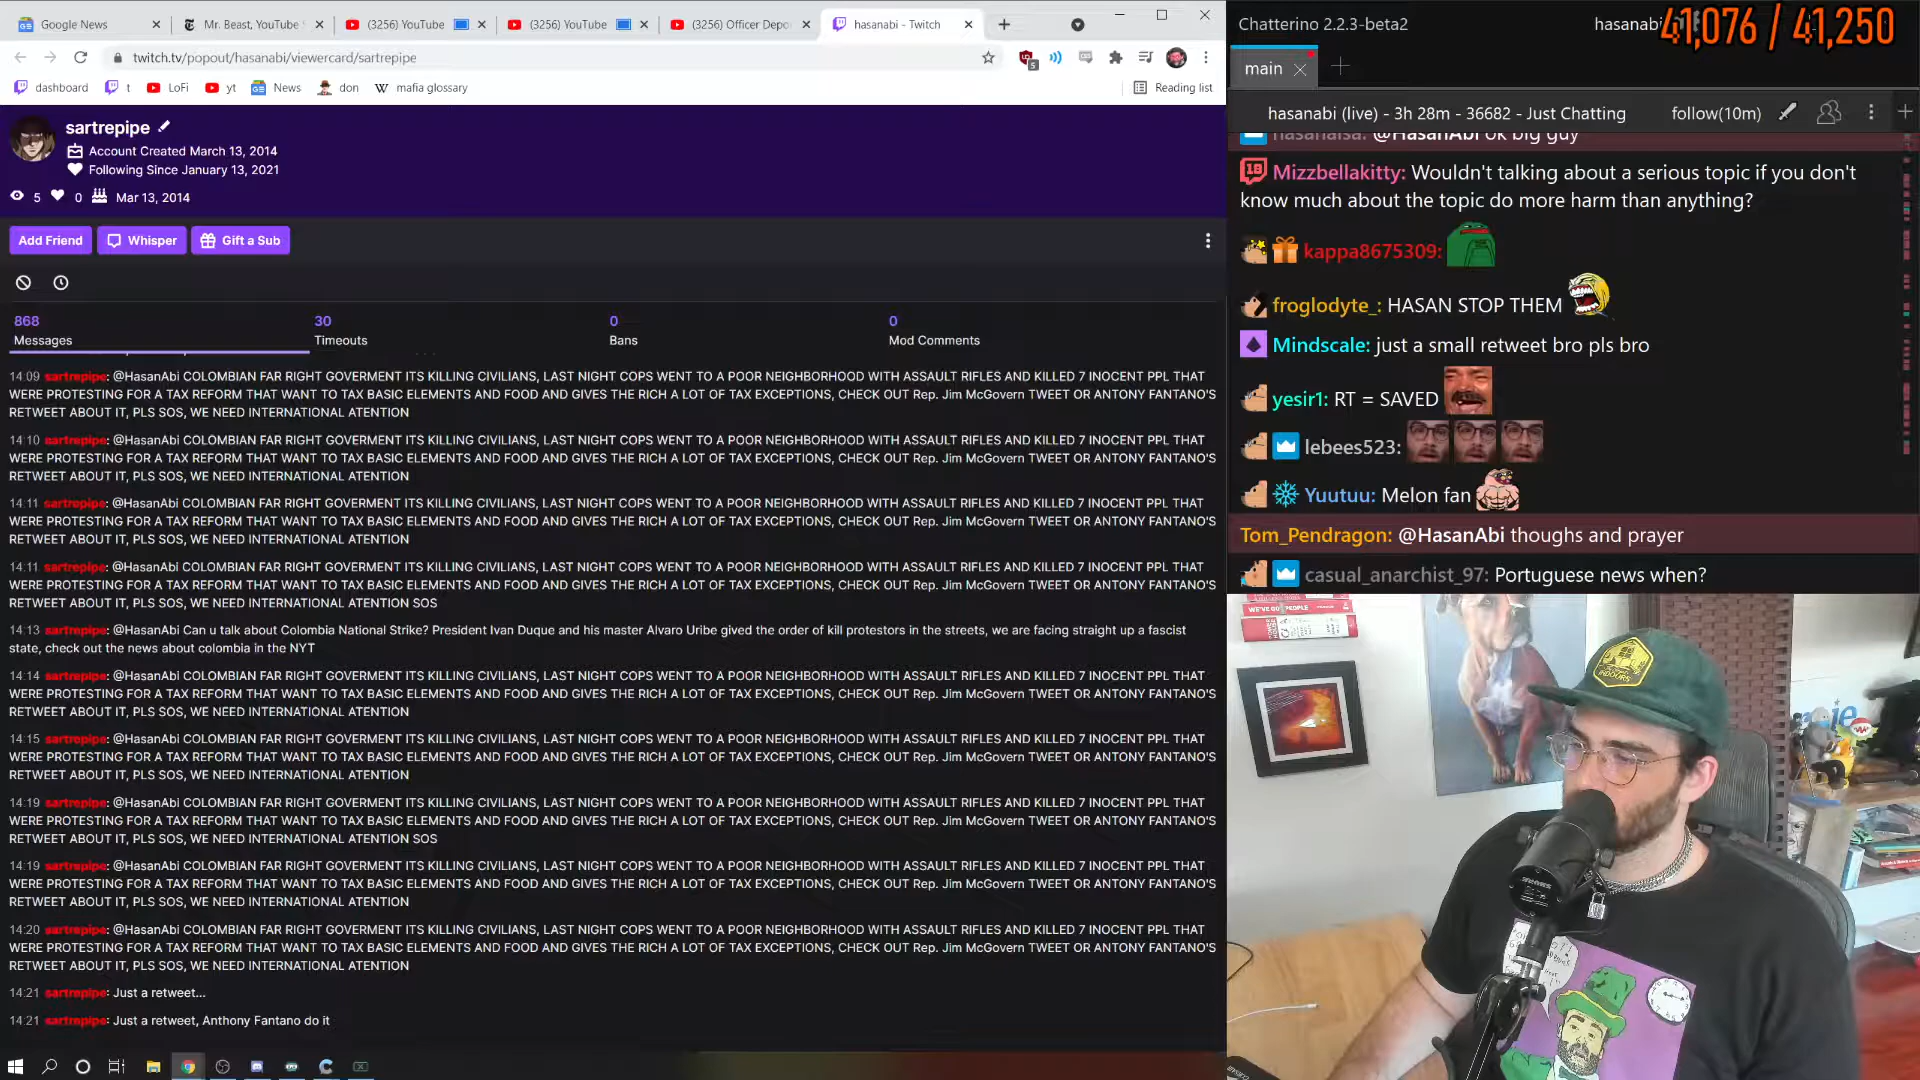 Google News
Mr. Beast, YouTube
(3256) YouTube
(3256) YouTube
(3256) Officer Depo
hasanabi - Twitch
twitch.tv/popout/hasanabi/viewercard/sartrepipe
5
dashboard
t
LoFi
yt
News
don
mafia glossary
Reading list
sartrepipe
Account Created March 13, 2014
Following Since January 13, 2021
5
0
Mar 13, 2014
Add Friend
Whisper
Gift a Sub
868
Messages
30
Timeouts
0
Bans
0
Mod Comments
14:09 sartrepipe: @HasanAbi COLOMBIAN FAR RIGHT GOVERMENT ITS KILLING CIVILIANS, LAST NIGHT COPS WENT TO A POOR NEIGHBORHOOD WITH ASSAULT RIFLES AND KILLED 7 INOCENT PPL THAT
WERE PROTESTING FOR A TAX REFORM THAT WANT TO TAX BASIC ELEMENTS AND FOOD AND GIVES THE RICH A LOT OF TAX EXCEPTIONS, CHECK OUT Rep. Jim McGovern TWEET OR ANTONY FANTANO'S
RETWEET ABOUT IT, PLS SOS, WE NEED INTERNATIONAL ATENTION
14:10 sartrepipe: @HasanAbi COLOMBIAN FAR RIGHT GOVERMENT ITS KILLING CIVILIANS, LAST NIGHT COPS WENT TO A POOR NEIGHBORHOOD WITH ASSAULT RIFLES AND KILLED 7 INOCENT PPL THAT
WERE PROTESTING FOR A TAX REFORM THAT WANT TO TAX BASIC ELEMENTS AND FOOD AND GIVES THE RICH A LOT OF TAX EXCEPTIONS, CHECK OUT Rep. Jim McGovern TWEET OR ANTONY FANTANO'S
RETWEET ABOUT IT, PLS SOS, WE NEED INTERNATIONAL ATENTION
14:11 sartrepipe: @HasanAbi COLOMBIAN FAR RIGHT GOVERMENT ITS KILLING CIVILIANS, LAST NIGHT COPS WENT TO A POOR NEIGHBORHOOD WITH ASSAULT RIFLES AND KILLED 7 INOCENT PPL THAT
WERE PROTESTING FOR A TAX REFORM THAT WANT TO TAX BASIC ELEMENTS AND FOOD AND GIVES THE RICH A LOT OF TAX EXCEPTIONS, CHECK OUT Rep. Jim McGovern TWEET OR ANTONY FANTANO'S
RETWEET ABOUT IT, PLS SOS, WE NEED INTERNATIONAL ATENTION
14:11 sartrepipe: @HasanAbi COLOMBIAN FAR RIGHT GOVERMENT ITS KILLING CIVILIANS, LAST NIGHT COPS WENT TO A POOR NEIGHBORHOOD WITH ASSAULT RIFLES AND KILLED 7 INOCENT PPL THAT
WERE PROTESTING FOR A TAX REFORM THAT WANT TO TAX BASIC ELEMENTS AND FOOD AND GIVES THE RICH A LOT OF TAX EXCEPTIONS, CHECK OUT Rep. Jim McGovern TWEET OR ANTONY FANTANO'S
RETWEET ABOUT IT, PLS SOS, WE NEED INTERNATIONAL ATENTION SOS
14:13 sartrepipe: @HasanAbi Can u talk about Colombia National Strike? President Ivan Duque and his master Alvaro Uribe gived the order of kill protestors in the streets, we are facing straight up a fascist
state, check out the news about colombia in the NYT
14:14 sartrepipe: @HasanAbi COLOMBIAN FAR RIGHT GOVERMENT ITS KILLING CIVILIANS, LAST NIGHT COPS WENT TO A POOR NEIGHBORHOOD WITH ASSAULT RIFLES AND KILLED 7 INOCENT PPL THAT
WERE PROTESTING FOR A TAX REFORM THAT WANT TO TAX BASIC ELEMENTS AND FOOD AND GIVES THE RICH A LOT OF TAX EXCEPTIONS, CHECK OUT Rep. Jim McGovern TWEET OR ANTONY FANTANO'S
RETWEET ABOUT IT, PLS SOS, WE NEED INTERNATIONAL ATENTION
14:15 sartrepipe: @HasanAbi COLOMBIAN FAR RIGHT GOVERMENT ITS KILLING CIVILIANS, LAST NIGHT COPS WENT TO A POOR NEIGHBORHOOD WITH ASSAULT RIFLES AND KILLED 7 INOCENT PPL THAT
WERE PROTESTING FOR A TAX REFORM THAT WANT TO TAX BASIC ELEMENTS AND FOOD AND GIVES THE RICH A LOT OF TAX EXCEPTIONS, CHECK OUT Rep. Jim McGovern TWEET OR ANTONY FANTANO'S
RETWEET ABOUT IT, PLS SOS, WE NEED INTERNATIONAL ATENTION
14:19 sartrepipe: @HasanAbi COLOMBIAN FAR RIGHT GOVERMENT ITS KILLING CIVILIANS, LAST NIGHT COPS WENT TO A POOR NEIGHBORHOOD WITH ASSAULT RIFLES AND KILLED 7 INOCENT PPL THAT
WERE PROTESTING FOR A TAX REFORM THAT WANT TO TAX BASIC ELEMENTS AND FOOD AND GIVES THE RICH A LOT OF TAX EXCEPTIONS, CHECK OUT Rep. Jim McGovern TWEET OR ANTONY FANTANO'S
RETWEET ABOUT IT, PLS SOS, WE NEED INTERNATIONAL ATENTION SOS
14:19 sartrepipe: @HasanAbi COLOMBIAN FAR RIGHT GOVERMENT ITS KILLING CIVILIANS, LAST NIGHT COPS WENT TO A POOR NEIGHBORHOOD WITH ASSAULT RIFLES AND KILLED 7 INOCENT PPL THAT
WERE PROTESTING FOR A TAX REFORM THAT WANT TO TAX BASIC ELEMENTS AND FOOD AND GIVES THE RICH A LOT OF TAX EXCEPTIONS, CHECK OUT Rep. Jim McGovern TWEET OR ANTONY FANTANO'S
RETWEET ABOUT IT, PLS SOS, WE NEED INTERNATIONAL ATENTION
14:20 sartrepipe: @HasanAbi COLOMBIAN FAR RIGHT GOVERMENT ITS KILLING CIVILIANS, LAST NIGHT COPS WENT TO A POOR NEIGHBORHOOD WITH ASSAULT RIFLES AND KILLED 7 INOCENT PPL THAT
WERE PROTESTING FOR A TAX REFORM THAT WANT TO TAX BASIC ELEMENTS AND FOOD AND GIVES THE RICH A LOT OF TAX EXCEPTIONS, CHECK OUT Rep. Jim McGovern TWEET OR ANTONY FANTANO'S
RETWEET ABOUT IT, PLS SOS, WE NEED INTERNATIONAL ATENTION
14:21 sartrepipe: Just a retweet...
14:21 sartrepipe: Just a retweet, Anthony Fantano do it
Chatterino 2.2.3-beta2
hasanabi
41,076 / 41,250
main
hasanabi (live) - 3h 28m - 36682 - Just Chatting
follow(10m)
hasanaisa: @HasanAbi ok big guy
Mizzbellakitty: Wouldn't talking about a serious topic if you don't
know much about the topic do more harm than anything?
kappa8675309:
froglodyte_: HASAN STOP THEM
Mindscale: just a small retweet bro pls bro
yesir1: RT = SAVED
lebees523:
Yuutuu: Melon fan
Tom_Pendragon: @HasanAbi thoughs and prayer
casual_anarchist_97: Portuguese news when?
WE'VE GOT PEOPLE
INDOORS